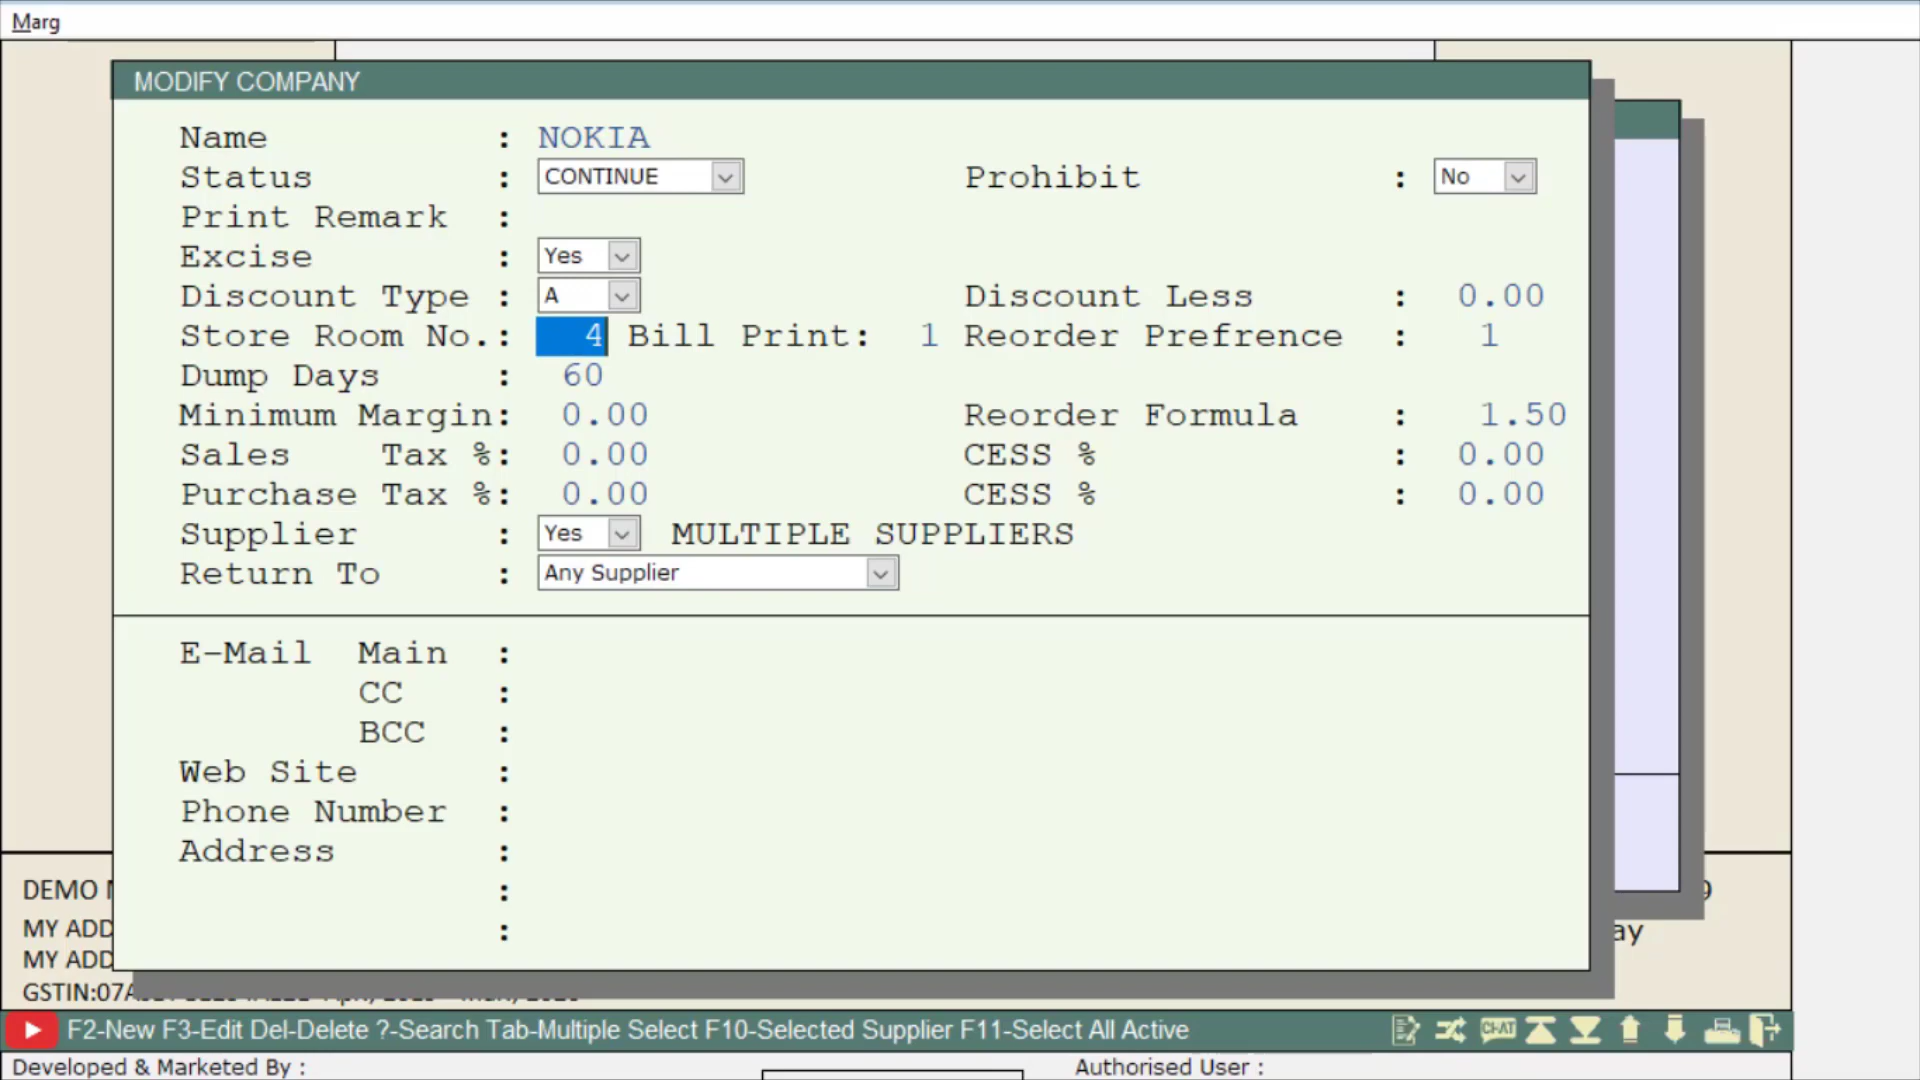 Marg
MODIFY COMPANY
Name : NOKIA
Status : CONTINUE Prohibit : No
Print Remark :
Excise : Yes
Discount Type : A Discount Less : 0.00
Store Room No.: 4 Bill Print: 1 Reorder Prefrence : 1
Dump Days : 60
Minimum Margin: 0.00 Reorder Formula : 1.50
Sales Tax %: 0.00 CESS % : 0.00
Purchase Tax %: 0.00 CESS % : 0.00
Supplier : Yes MULTIPLE SUPPLIERS
Return To : Any Supplier
E-Mail Main :
CC :
BCC :
Web Site :
Phone Number :
Address :
:
:
DEMO
MY ADD
MY ADD
GSTIN:07A
ay
F2-New F3-Edit Del-Delete ?-Search Tab-Multiple Select F10-Selected Supplier F11-Select All Active
CHAT
Developed & Marketed By : Authorised User :